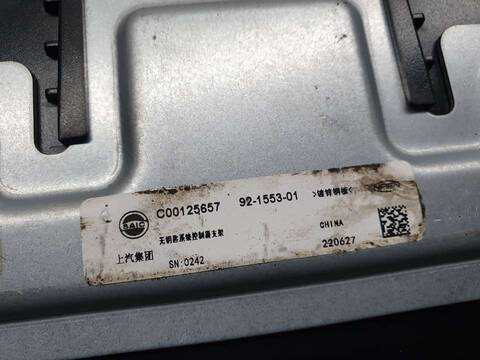 C00125657 92-1553-01 >镀锌钢板<
SAIC
无钥匙系统控制器支架 CHINA
上汽集团 SN:0242 220627